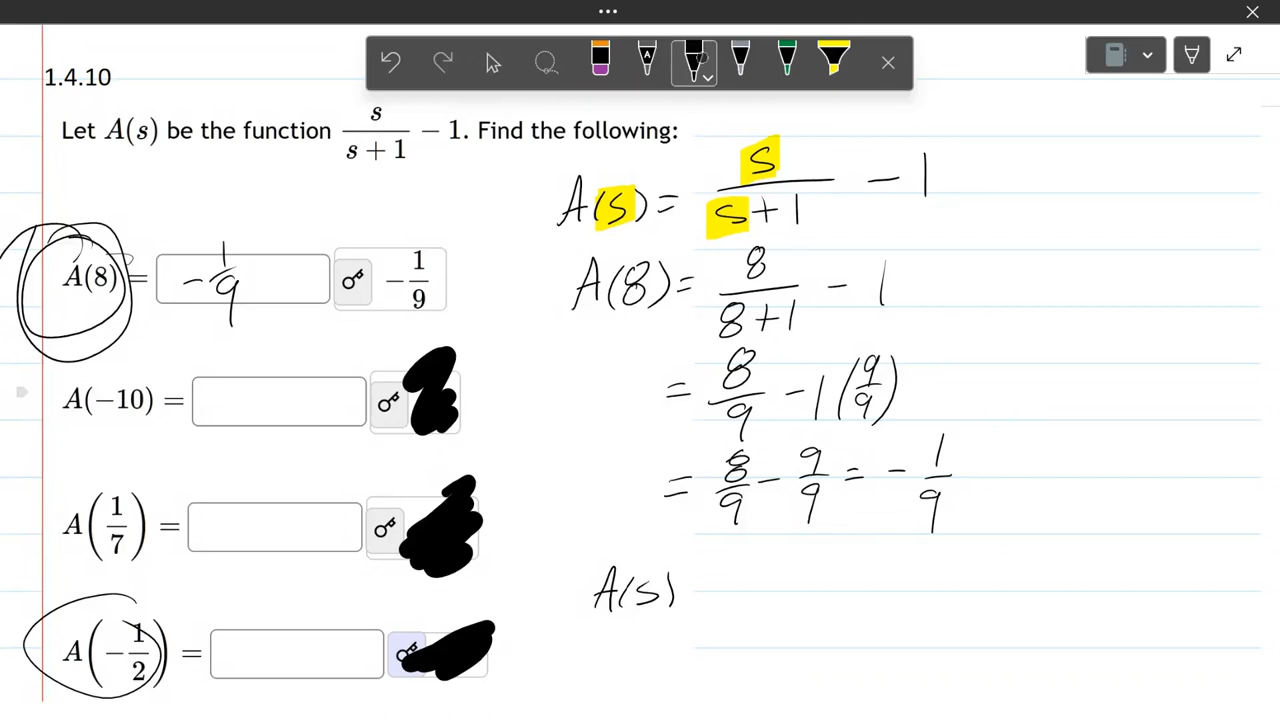 1.4.10
Let A(s) be the function s/(s + 1) − 1. Find the following:
A(s) = s/(s+1) − 1
A(8) = −1/9 −1/9
A(8) = 8/(8+1) − 1
A(−10) =
= 8/9 − 1(9/9)
= 8/9 − 9/9 = −1/9
A(1/7) =
A(s)
A(−1/2) =